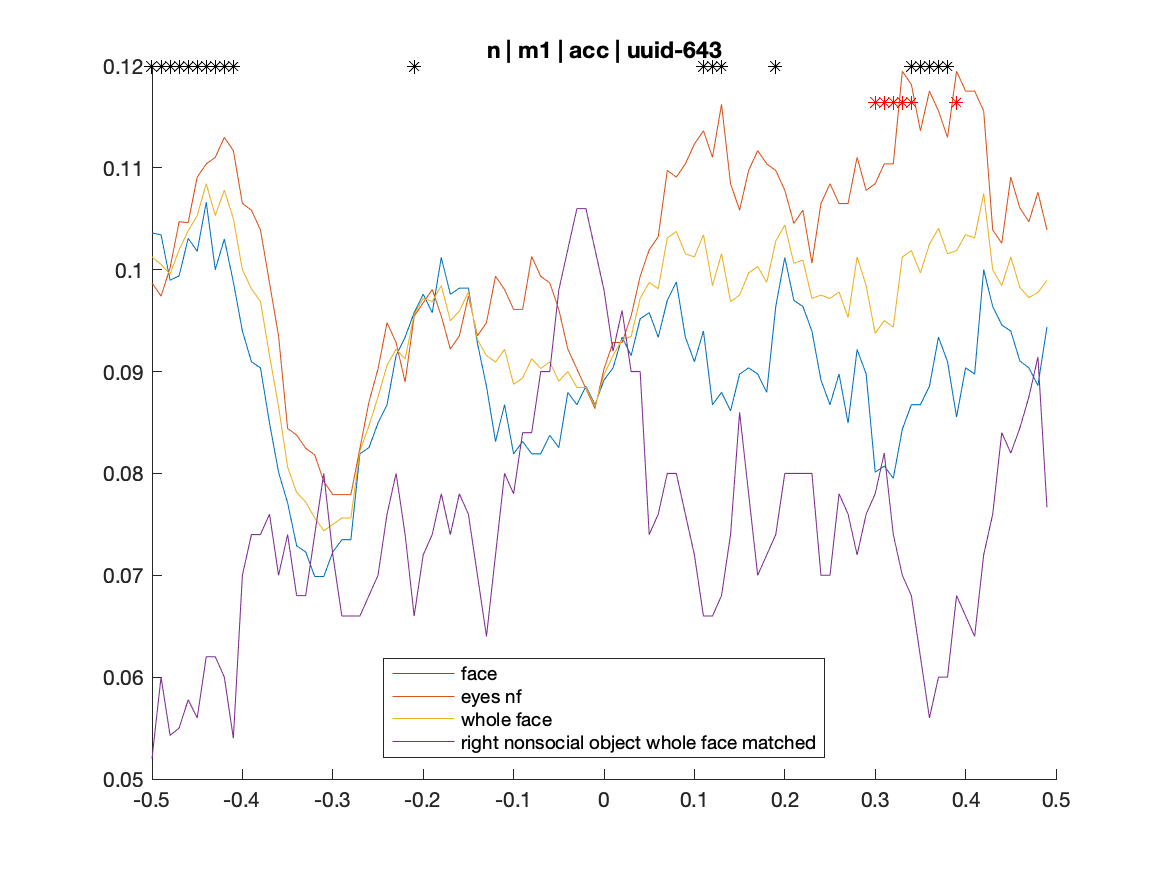 n | m1 | acc | uuid-643
0.12
0.11
0.1
0.09
0.08
0.07
0.06
0.05
face
eyes nf
whole face
right nonsocial object whole face matched
-0.5 -0.4 -0.3 -0.2 -0.1 0 0.1 0.2 0.3 0.4 0.5